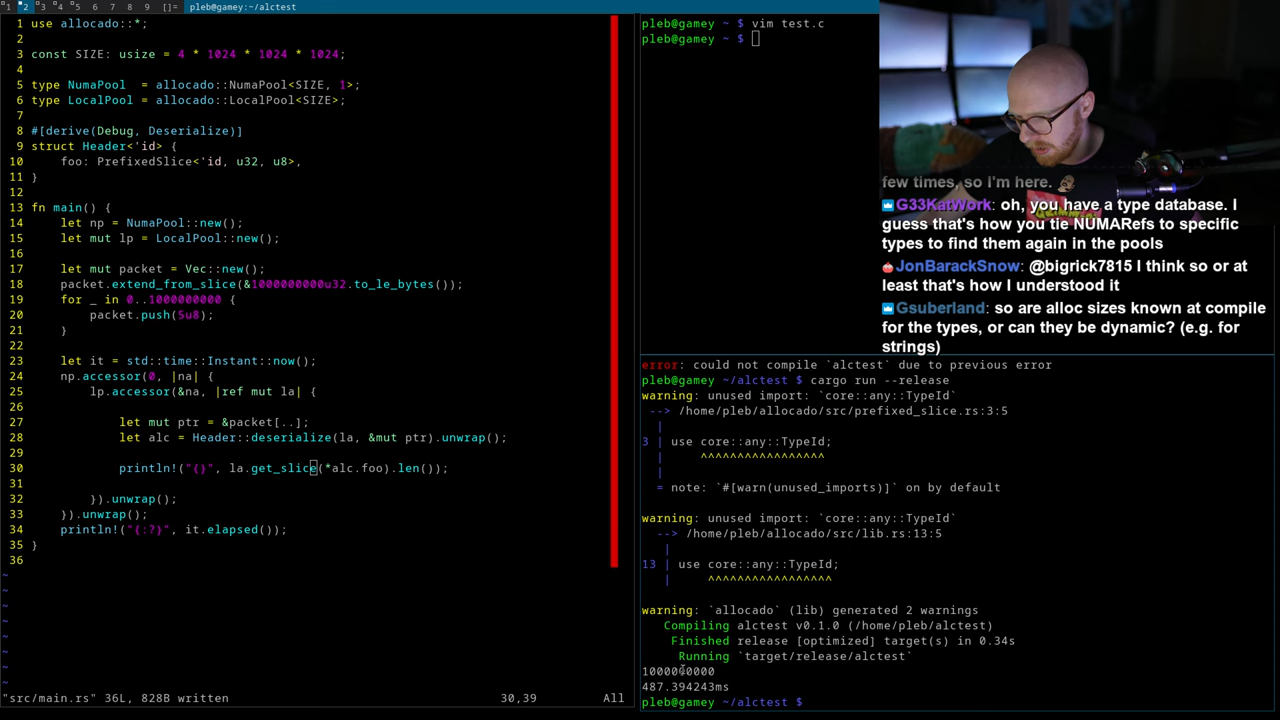 1 2 3 4 5 6 7 8 9 []= pleb@gamey:~/alctest
1 use allocado::*;
2
3 const SIZE: usize = 4 * 1024 * 1024 * 1024;
4
5 type NumaPool  = allocado::NumaPool<SIZE, 1>;
6 type LocalPool = allocado::LocalPool<SIZE>;
7
8 #[derive(Debug, Deserialize)]
9 struct Header<'id> {
10     foo: PrefixedSlice<'id, u32, u8>,
11 }
12
13 fn main() {
14     let np = NumaPool::new();
15     let mut lp = LocalPool::new();
16
17     let mut packet = Vec::new();
18     packet.extend_from_slice(&1000000000u32.to_le_bytes());
19     for _ in 0..1000000000 {
20         packet.push(5u8);
21     }
22
23     let it = std::time::Instant::now();
24     np.accessor(0, |na| {
25         lp.accessor(&na, |ref mut la| {
26
27             let mut ptr = &packet[..];
28             let alc = Header::deserialize(la, &mut ptr).unwrap();
29
30             println!("{}", la.get_slice(*alc.foo).len());
31
32         }).unwrap();
33     }).unwrap();
34     println!("{:?}", it.elapsed());
35 }
36
~
~
~
~
~
~
~
~
"src/main.rs" 36L, 828B written 30,39 All
pleb@gamey ~ $ vim test.c
pleb@gamey ~ $
few times, so I'm here.
G33KatWork: oh, you have a type database. I
guess that's how you tie NUMARefs to specific
types to find them again in the pools
JonBarackSnow: @bigrick7815 I think so or at
least that's how I understood it
Gsuberland: so are alloc sizes known at compile
for the types, or can they be dynamic? (e.g. for
strings)
error: could not compile `alctest` due to previous error
pleb@gamey ~/alctest $ cargo run --release
warning: unused import: `core::any::TypeId`
--> /home/pleb/allocado/src/prefixed_slice.rs:3:5
|
3 | use core::any::TypeId;
|     ^^^^^^^^^^^^^^^^^
|
= note: `#[warn(unused_imports)]` on by default
warning: unused import: `core::any::TypeId`
--> /home/pleb/allocado/src/lib.rs:13:5
|
13 | use core::any::TypeId;
|     ^^^^^^^^^^^^^^^^^
warning: `allocado` (lib) generated 2 warnings
Compiling alctest v0.1.0 (/home/pleb/alctest)
Finished release [optimized] target(s) in 0.34s
Running `target/release/alctest`
1000000000
487.394243ms
pleb@gamey ~/alctest $